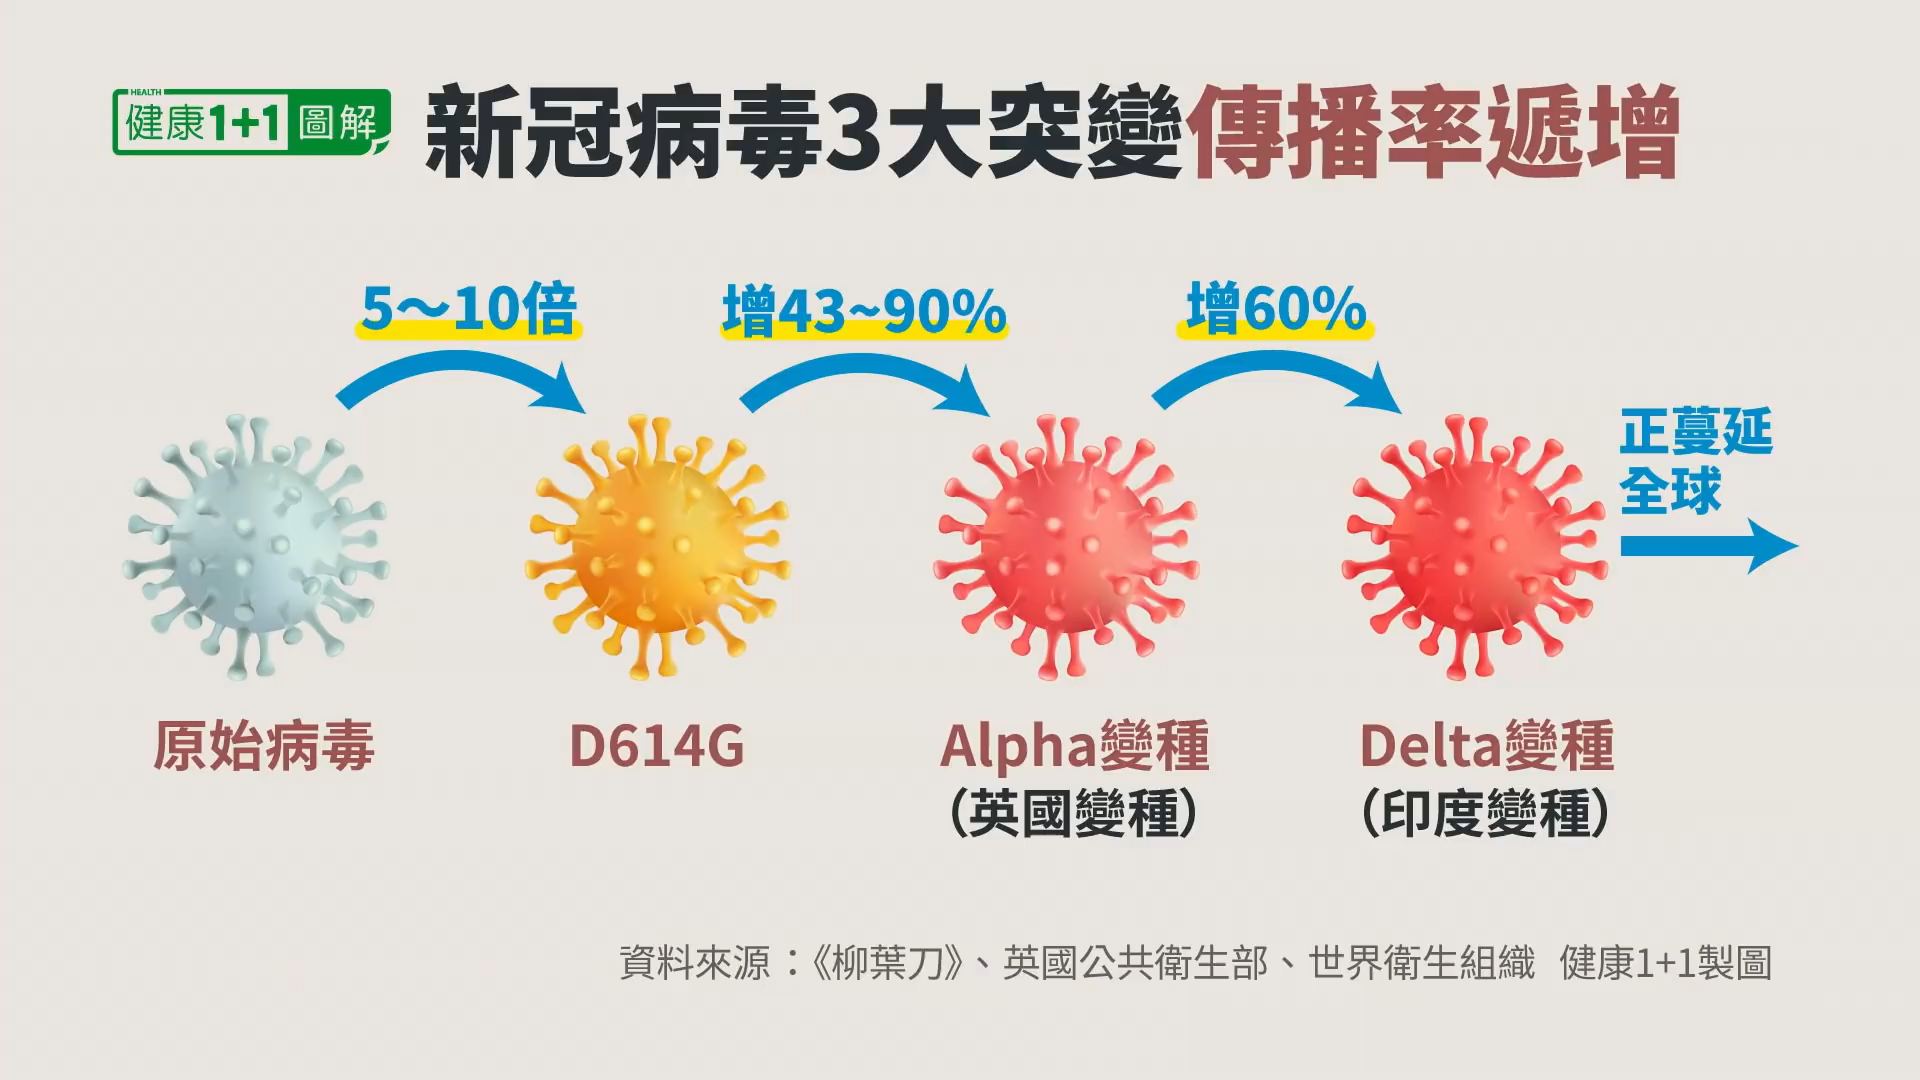 HEALTH
健康1+1圖解
新冠病毒3大突變傳播率遞增
5～10倍
增43~90%
增60%
正蔓延
全球
原始病毒
D614G
Alpha變種
（英國變種）
Delta變種
（印度變種）
資料來源：《柳葉刀》、英國公共衛生部、世界衛生組織 健康1+1製圖